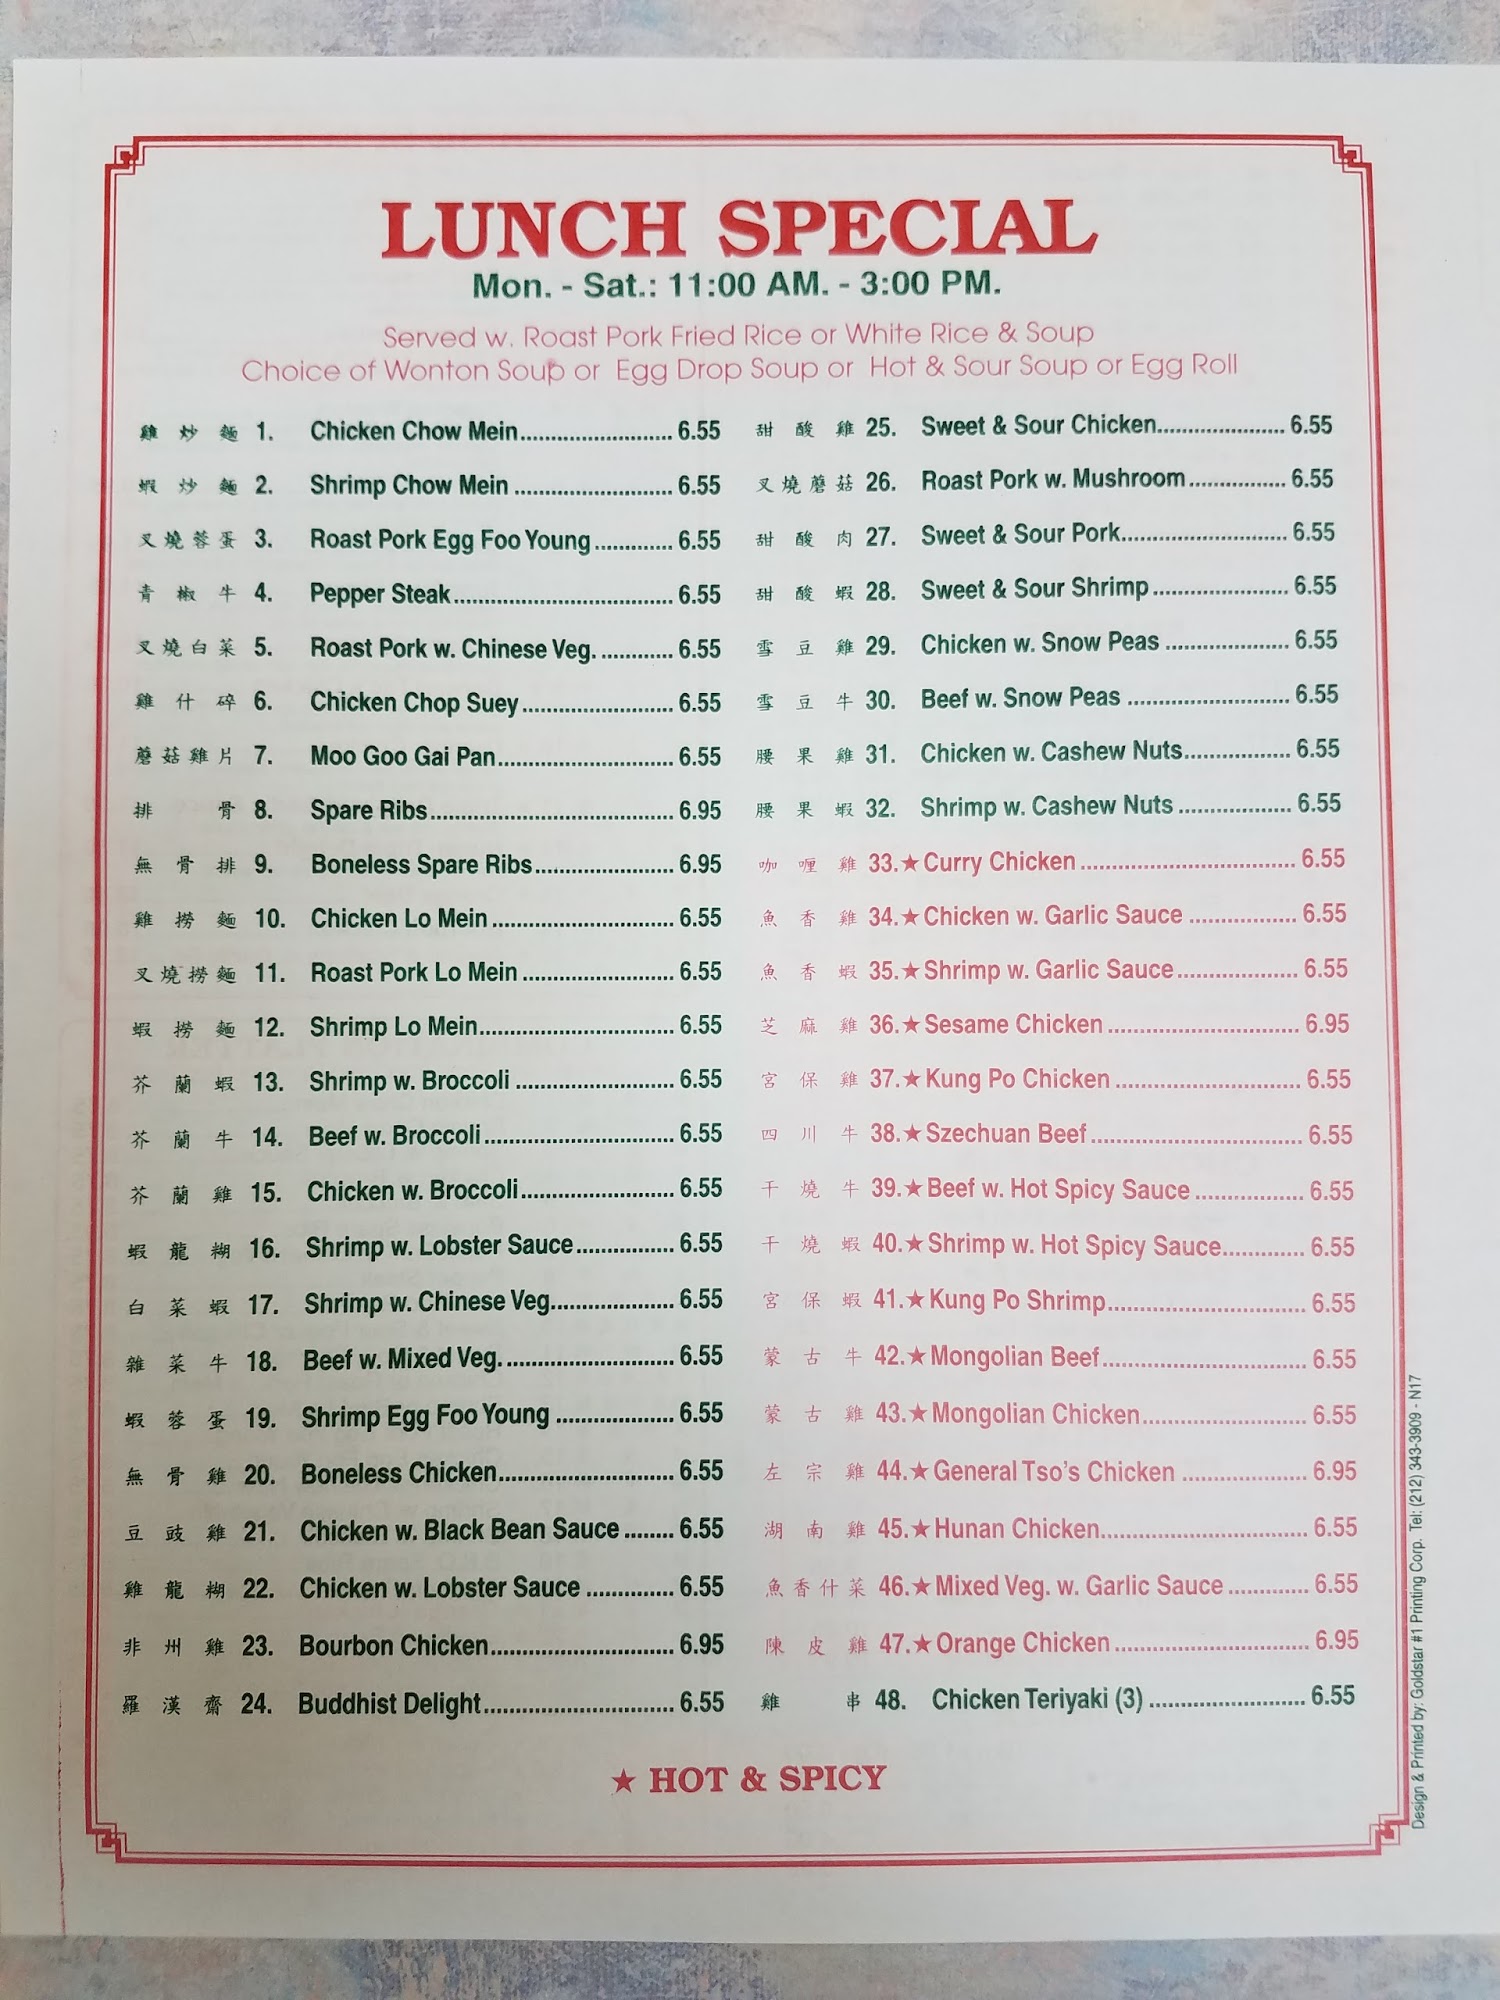 LUNCH SPECIAL
Mon. - Sat.: 11:00 AM. - 3:00 PM.
Served w. Roast Pork Fried Rice or White Rice & Soup
Choice of Wonton Soup or Egg Drop Soup or Hot & Sour Soup or Egg Roll
雞炒麵 1. Chicken Chow Mein 6.55
蝦炒麵 2. Shrimp Chow Mein 6.55
叉燒蓉蛋 3. Roast Pork Egg Foo Young 6.55
青椒牛 4. Pepper Steak 6.55
叉燒白菜 5. Roast Pork w. Chinese Veg. 6.55
雞什碎 6. Chicken Chop Suey 6.55
蘑菇雞片 7. Moo Goo Gai Pan 6.55
排骨 8. Spare Ribs 6.95
無骨排 9. Boneless Spare Ribs 6.95
雞撈麵 10. Chicken Lo Mein 6.55
叉燒撈麵 11. Roast Pork Lo Mein 6.55
蝦撈麵 12. Shrimp Lo Mein 6.55
芥蘭蝦 13. Shrimp w. Broccoli 6.55
芥蘭牛 14. Beef w. Broccoli 6.55
芥蘭雞 15. Chicken w. Broccoli 6.55
蝦龍糊 16. Shrimp w. Lobster Sauce 6.55
白菜蝦 17. Shrimp w. Chinese Veg. 6.55
雜菜牛 18. Beef w. Mixed Veg. 6.55
蝦蓉蛋 19. Shrimp Egg Foo Young 6.55
無骨雞 20. Boneless Chicken 6.55
豆豉雞 21. Chicken w. Black Bean Sauce 6.55
雞龍糊 22. Chicken w. Lobster Sauce 6.55
非州雞 23. Bourbon Chicken 6.95
羅漢齋 24. Buddhist Delight 6.55
甜酸雞 25. Sweet & Sour Chicken 6.55
叉燒蘑菇 26. Roast Pork w. Mushroom 6.55
甜酸肉 27. Sweet & Sour Pork 6.55
甜酸蝦 28. Sweet & Sour Shrimp 6.55
雪豆雞 29. Chicken w. Snow Peas 6.55
雪豆牛 30. Beef w. Snow Peas 6.55
腰果雞 31. Chicken w. Cashew Nuts 6.55
腰果蝦 32. Shrimp w. Cashew Nuts 6.55
咖喱雞 33.★Curry Chicken 6.55
魚香雞 34.★Chicken w. Garlic Sauce 6.55
魚香蝦 35.★Shrimp w. Garlic Sauce 6.55
芝麻雞 36.★Sesame Chicken 6.95
宮保雞 37.★Kung Po Chicken 6.55
四川牛 38.★Szechuan Beef 6.55
干燒牛 39.★Beef w. Hot Spicy Sauce 6.55
干燒蝦 40.★Shrimp w. Hot Spicy Sauce 6.55
宮保蝦 41.★Kung Po Shrimp 6.55
蒙古牛 42.★Mongolian Beef 6.55
蒙古雞 43.★Mongolian Chicken 6.55
左宗雞 44.★General Tso's Chicken 6.95
湖南雞 45.★Hunan Chicken 6.55
魚香什菜 46.★Mixed Veg. w. Garlic Sauce 6.55
陳皮雞 47.★Orange Chicken 6.95
雞串 48. Chicken Teriyaki (3) 6.55
★ HOT & SPICY
Design & Printed by: Goldstar #1 Printing Corp. Tel: (212) 343-3909 - N17